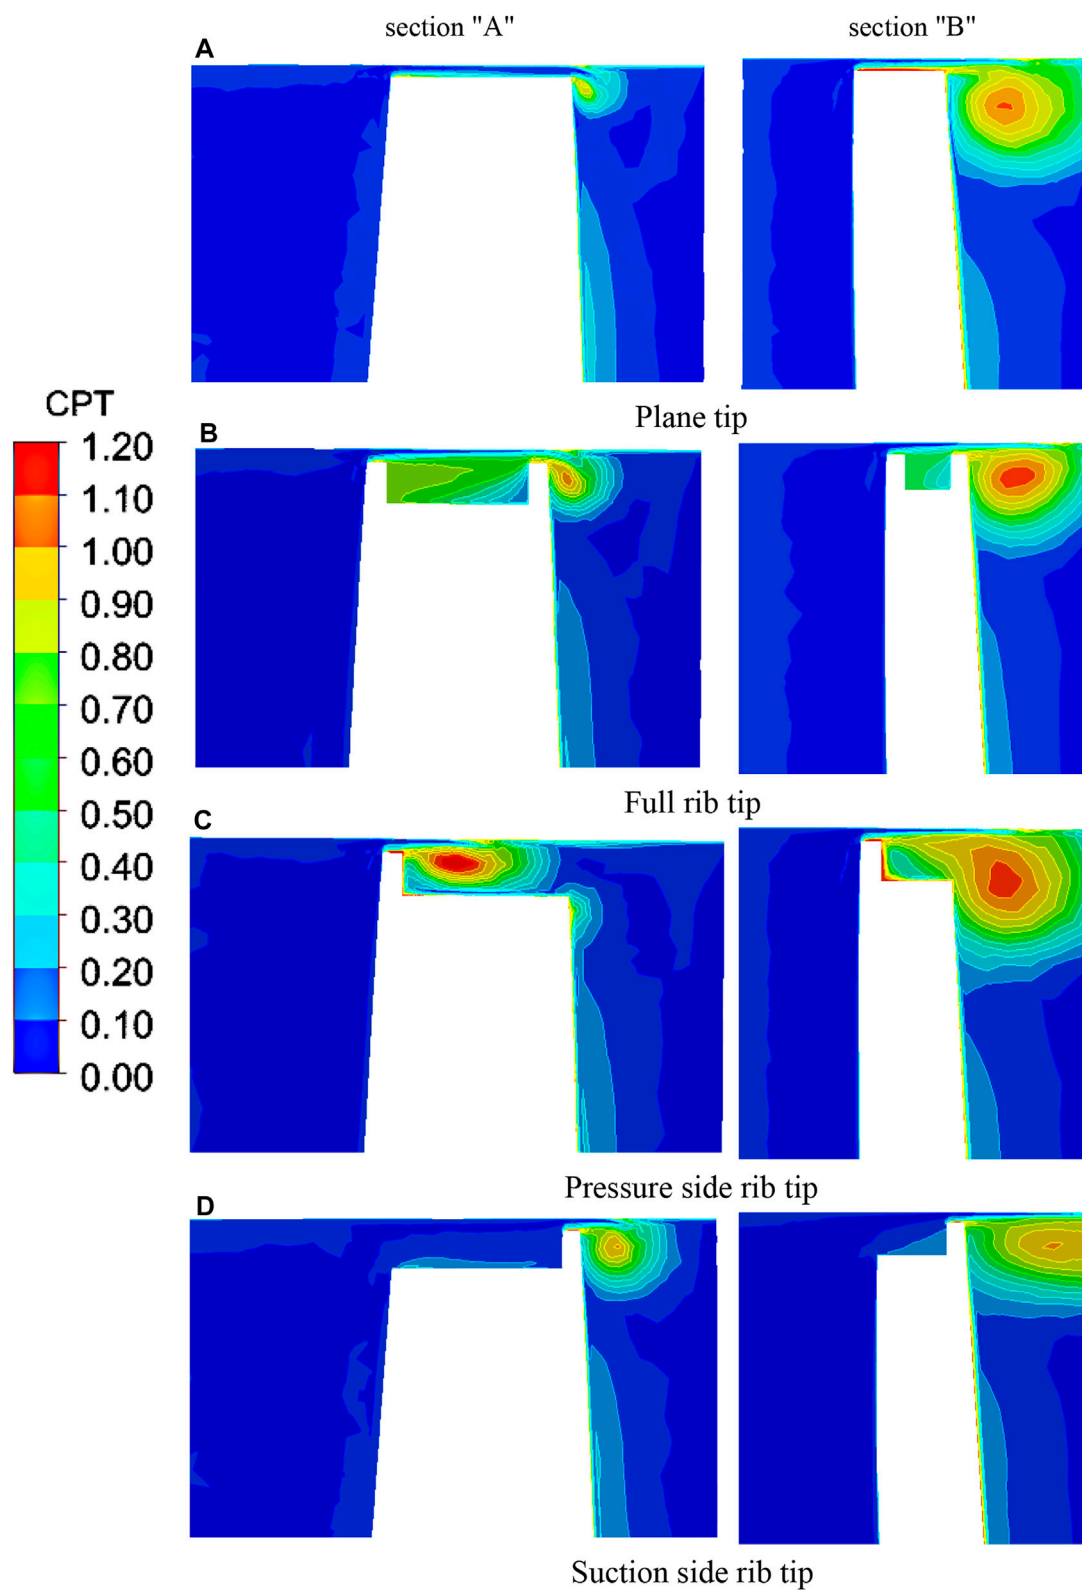 section "A"
section "B"
A
Plane tip
CPT
1.20
1.10
1.00
0.90
0.80
0.70
0.60
0.50
0.40
0.30
0.20
0.10
0.00
B
Full rib tip
C
Pressure side rib tip
D
Suction side rib tip